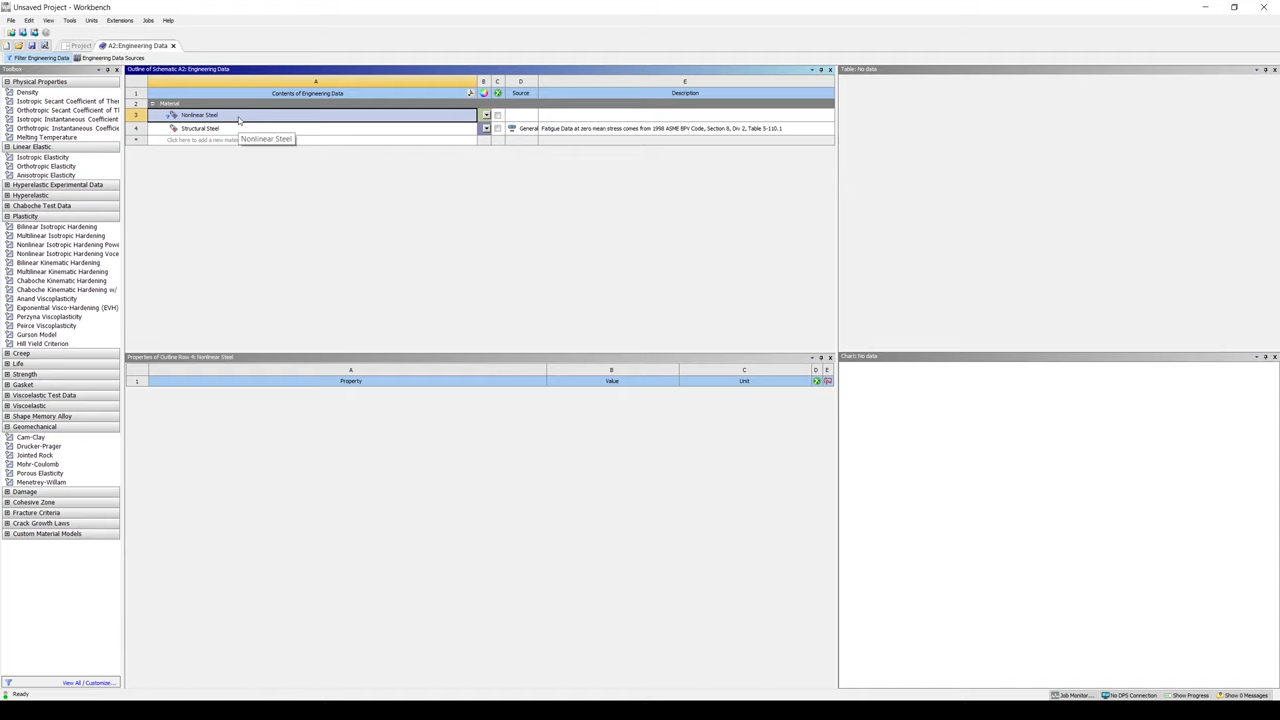 Unsaved Project - Workbench
File Edit View Tools Units Extensions Jobs Help
Project A2:Engineering Data
Filter Engineering Data Engineering Data Sources
Toolbox
Physical Properties
Density
Isotropic Secant Coefficient of Ther
Orthotropic Secant Coefficient of Th
Isotropic Instantaneous Coefficient
Orthotropic Instantaneous Coefficie
Melting Temperature
Linear Elastic
Isotropic Elasticity
Orthotropic Elasticity
Anisotropic Elasticity
Hyperelastic Experimental Data
Hyperelastic
Chaboche Test Data
Plasticity
Bilinear Isotropic Hardening
Multilinear Isotropic Hardening
Nonlinear Isotropic Hardening Powe
Nonlinear Isotropic Hardening Voce
Bilinear Kinematic Hardening
Multilinear Kinematic Hardening
Chaboche Kinematic Hardening
Chaboche Kinematic Hardening w/
Anand Viscoplasticity
Exponential Visco-Hardening (EVH)
Perzyna Viscoplasticity
Peirce Viscoplasticity
Gurson Model
Hill Yield Criterion
Creep
Life
Strength
Gasket
Viscoelastic Test Data
Viscoelastic
Shape Memory Alloy
Geomechanical
Cam-Clay
Drucker-Prager
Jointed Rock
Mohr-Coulomb
Porous Elasticity
Menetrey-Willam
Damage
Cohesive Zone
Fracture Criteria
Crack Growth Laws
Custom Material Models
View All / Customize...
Outline of Schematic A2: Engineering Data
A B C D E
1 Contents of Engineering Data Source Description
2 Material
3 Nonlinear Steel
4 Structural Steel General Fatigue Data at zero mean stress comes from 1998 ASME BPV Code, Section 8, Div 2, Table 5-110.1
* Click here to add a new mate
Nonlinear Steel
Properties of Outline Row 4: Nonlinear Steel
A B C D E
1 Property Value Unit
Table: No data
Chart: No data
Ready
Job Monitor... No DPS Connection Show Progress Show 0 Messages